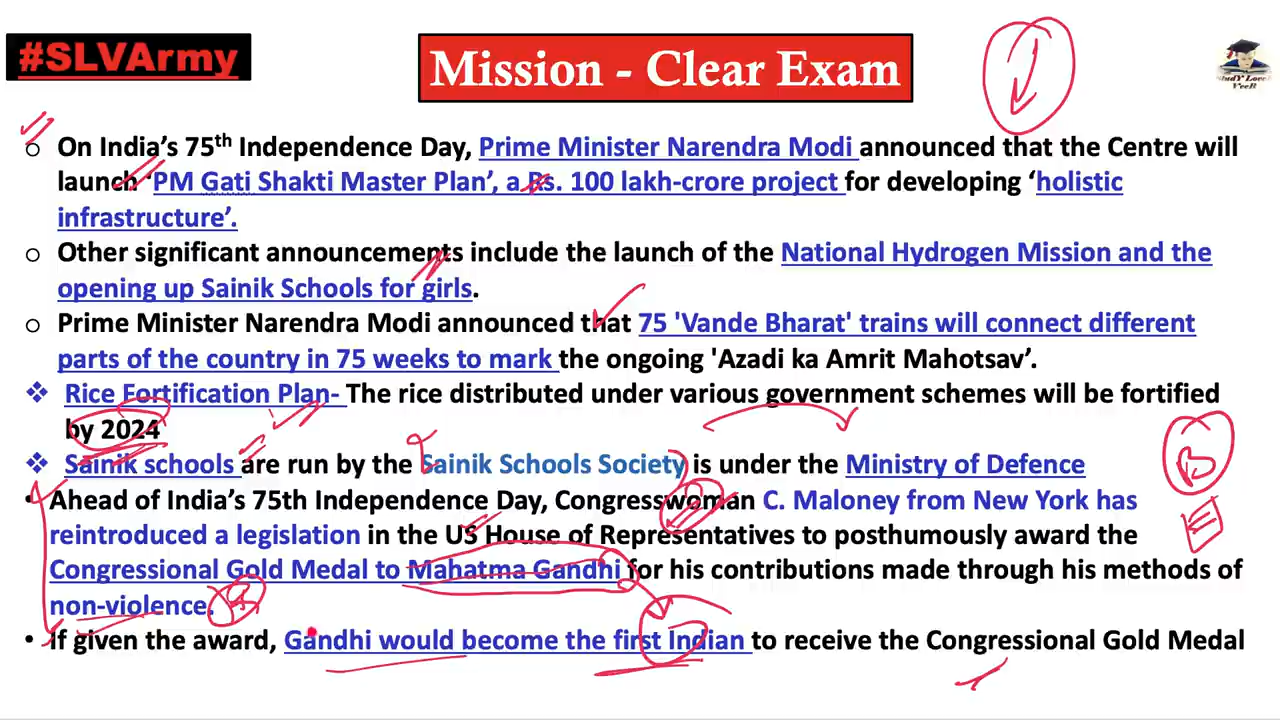 #SLVArmy
Mission - Clear Exam
StudY LoveR
VeeR
On India's 75th Independence Day, Prime Minister Narendra Modi announced that the Centre will
launch 'PM Gati Shakti Master Plan', a Rs. 100 lakh-crore project for developing 'holistic
infrastructure'.
Other significant announcements include the launch of the National Hydrogen Mission and the
opening up Sainik Schools for girls.
Prime Minister Narendra Modi announced that 75 'Vande Bharat' trains will connect different
parts of the country in 75 weeks to mark the ongoing 'Azadi ka Amrit Mahotsav'.
Rice Fortification Plan- The rice distributed under various government schemes will be fortified
by 2024
Sainik schools are run by the Sainik Schools Society is under the Ministry of Defence
Ahead of India's 75th Independence Day, Congresswoman C. Maloney from New York has
reintroduced a legislation in the US House of Representatives to posthumously award the
Congressional Gold Medal to Mahatma Gandhi for his contributions made through his methods of
non-violence.
If given the award, Gandhi would become the first Indian to receive the Congressional Gold Medal